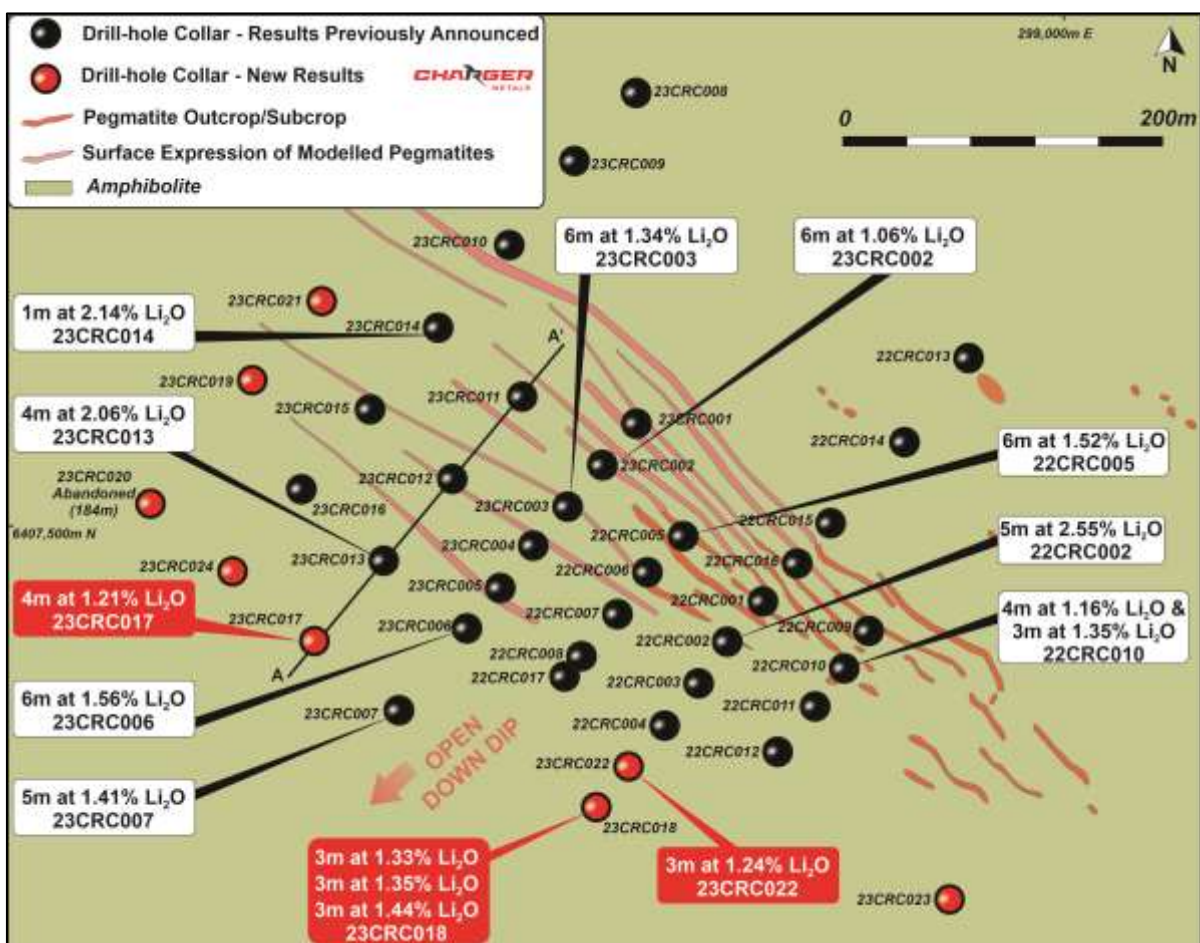 Drill-hole Collar - Results Previously Announced
Drill-hole Collar - New Results
CHARGER
METALS
Pegmatite Outcrop/Subcrop
Surface Expression of Modelled Pegmatites
Amphibolite
299,000m E
N
0
200m
23CRC008
23CRC009
23CRC010
6m at 1.34% Li₂O
23CRC003
6m at 1.06% Li₂O
23CRC002
23CRC021
1m at 2.14% Li₂O
23CRC014
23CRC014
A'
22CRC013
23CRC019
23CRC011
23CRC015
4m at 2.06% Li₂O
23CRC013
23CRC001
22CRC014
6m at 1.52% Li₂O
22CRC005
23CRC002
23CRC020
Abandoned
(184m)
23CRC012
23CRC016
23CRC003
22CRC015
22CRC005
6407,500m N
5m at 2.55% Li₂O
22CRC002
23CRC004
23CRC013
22CRC016
22CRC006
23CRC024
23CRC005
4m at 1.21% Li₂O
23CRC017
23CRC017
22CRC001
22CRC007
4m at 1.16% Li₂O &
3m at 1.35% Li₂O
22CRC010
23CRC006
22CRC009
22CRC002
22CRC008
22CRC010
A
22CRC017
22CRC003
6m at 1.56% Li₂O
23CRC006
23CRC007
22CRC011
22CRC004
22CRC012
OPEN
DOWN DIP
23CRC022
5m at 1.41% Li₂O
23CRC007
23CRC018
3m at 1.33% Li₂O
3m at 1.35% Li₂O
3m at 1.44% Li₂O
23CRC018
3m at 1.24% Li₂O
23CRC022
23CRC023